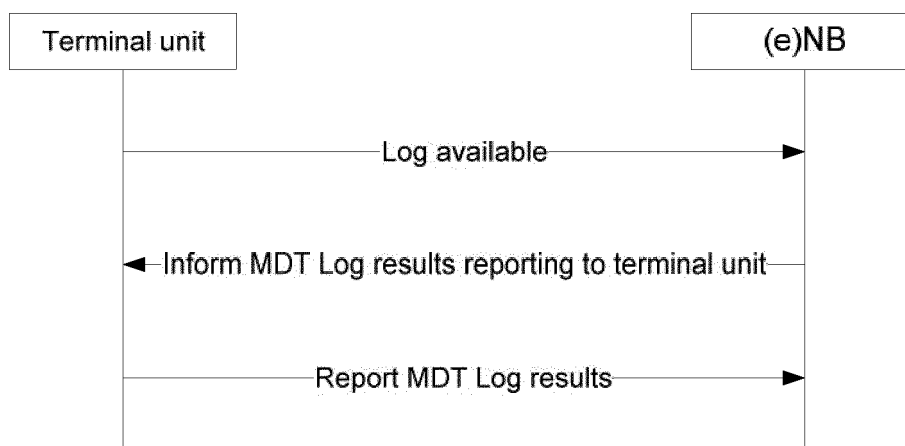 Terminal unit
(e)NB
Log available
Inform MDT Log results reporting to terminal unit
Report MDT Log results